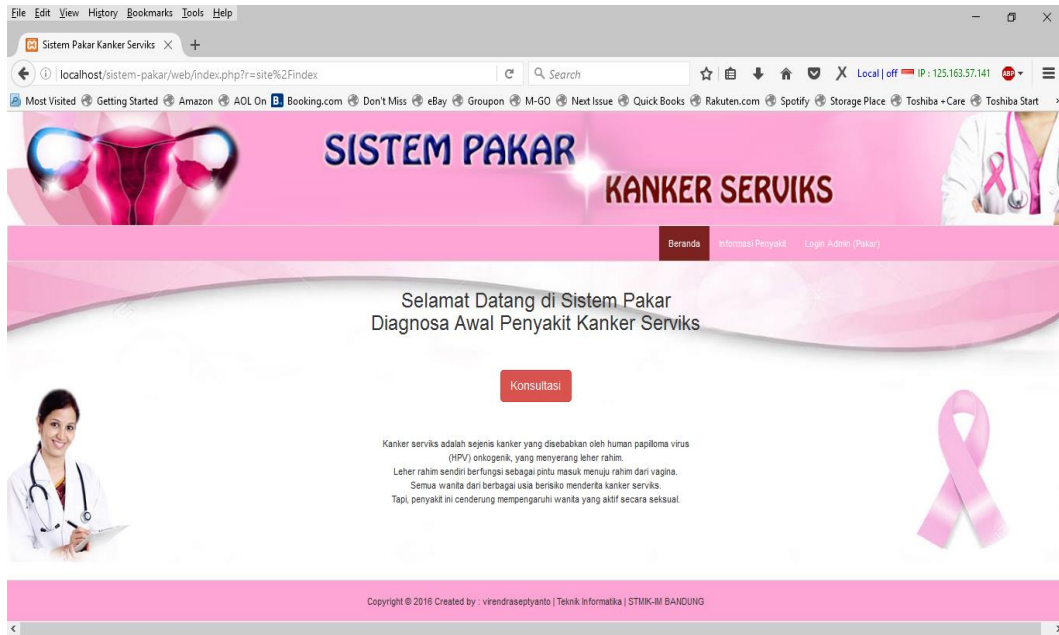 File Edit View History Bookmarks Tools Help
Sistem Pakar Kanker Serviks
localhost/sistem-pakar/web/index.php?r=site%2Findex
Search
Local | off IP : 125.163.57.141
ABP
Most Visited Getting Started Amazon AOL On B. Booking.com Don't Miss eBay Groupon M-GO Next Issue Quick Books Rakuten.com Spotify Storage Place Toshiba +Care Toshiba Start
SISTEM PAKAR
KANKER SERVIKS
Beranda Informasi Penyakit Login Admin (Pakar)
Selamat Datang di Sistem Pakar
Diagnosa Awal Penyakit Kanker Serviks
Konsultasi
Kanker serviks adalah sejenis kanker yang disebabkan oleh human papilloma virus
(HPV) onkogenik, yang menyerang leher rahim.
Leher rahim sendiri berfungsi sebagai pintu masuk menuju rahim dari vagina.
Semua wanita dari berbagai usia berisiko menderita kanker serviks.
Tapi, penyakit ini cenderung mempengaruhi wanita yang aktif secara seksual.
Copyright © 2016 Created by : virendraseptyanto | Teknik Informatika | STMIK-IM BANDUNG